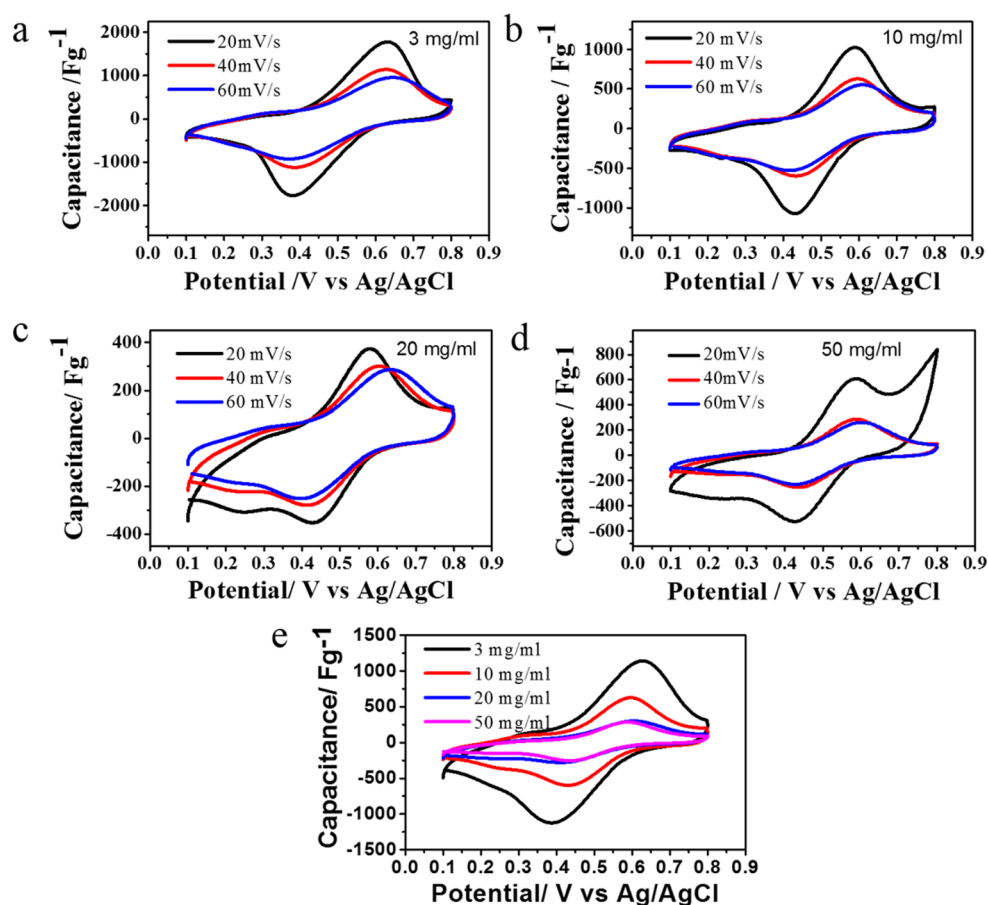 a
3 mg/ml
20mV/s
40mV/s
60mV/s
2000
1000
0
-1000
-2000
Capacitance /Fg-1
0.0 0.1 0.2 0.3 0.4 0.5 0.6 0.7 0.8 0.9
Potential /V vs Ag/AgCl
b
10 mg/ml
20 mV/s
40 mV/s
60 mV/s
1000
500
0
-500
-1000
Capacitance / Fg-1
0.0 0.1 0.2 0.3 0.4 0.5 0.6 0.7 0.8 0.9
Potential /V vs Ag/AgCl
c
20 mg/ml
20 mV/s
40 mV/s
60 mV/s
400
200
0
-200
-400
Capacitance/ Fg-1
0.0 0.1 0.2 0.3 0.4 0.5 0.6 0.7 0.8 0.9
Potential/ V vs Ag/AgCl
d
50 mg/ml
20mV/s
40mV/s
60mV/s
800
600
400
200
0
-200
-400
-600
Capacitance / Fg-1
0.0 0.1 0.2 0.3 0.4 0.5 0.6 0.7 0.8 0.9
Potential / V vs Ag/AgCl
e
3 mg/ml
10 mg/ml
20 mg/ml
50 mg/ml
1500
1000
500
0
-500
-1000
-1500
Capacitance/ Fg-1
0.0 0.1 0.2 0.3 0.4 0.5 0.6 0.7 0.8 0.9
Potential/ V vs Ag/AgCl